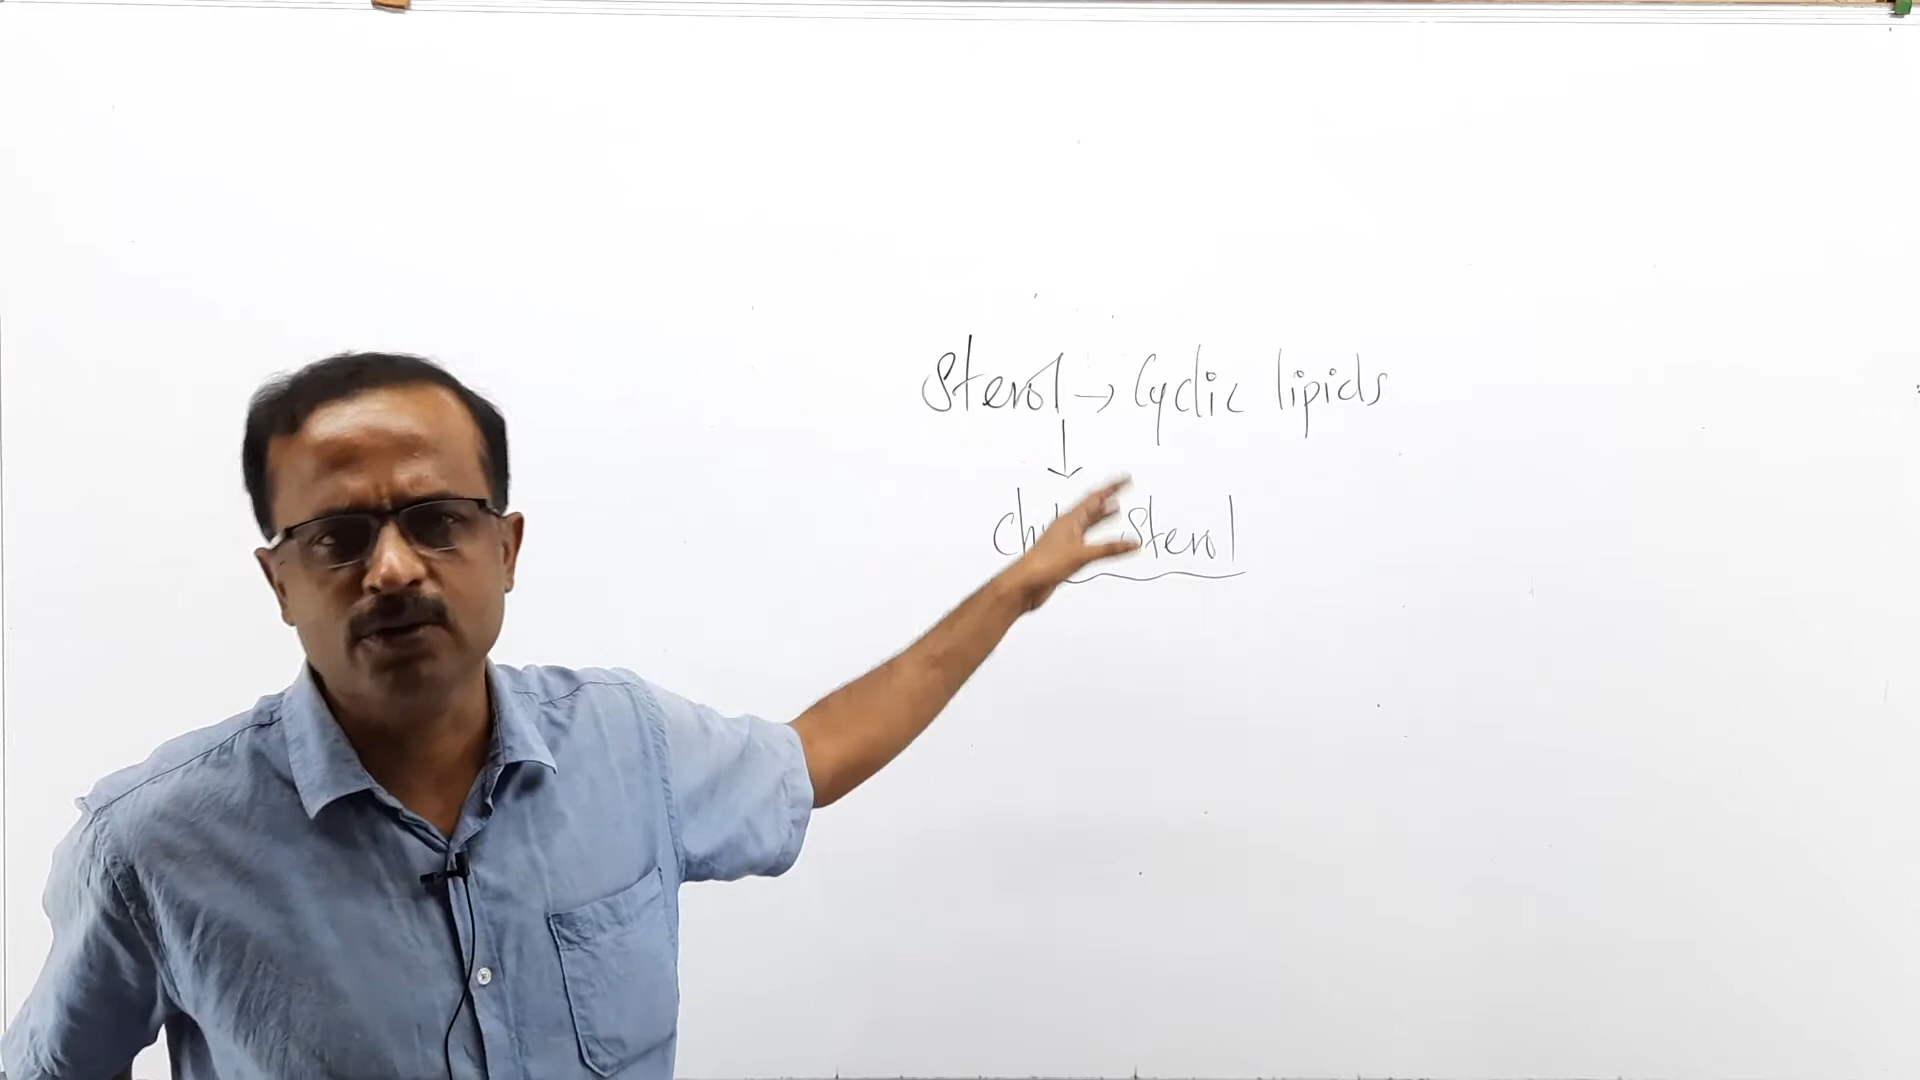 Sterol → Cyclic lipids
↓
sterol